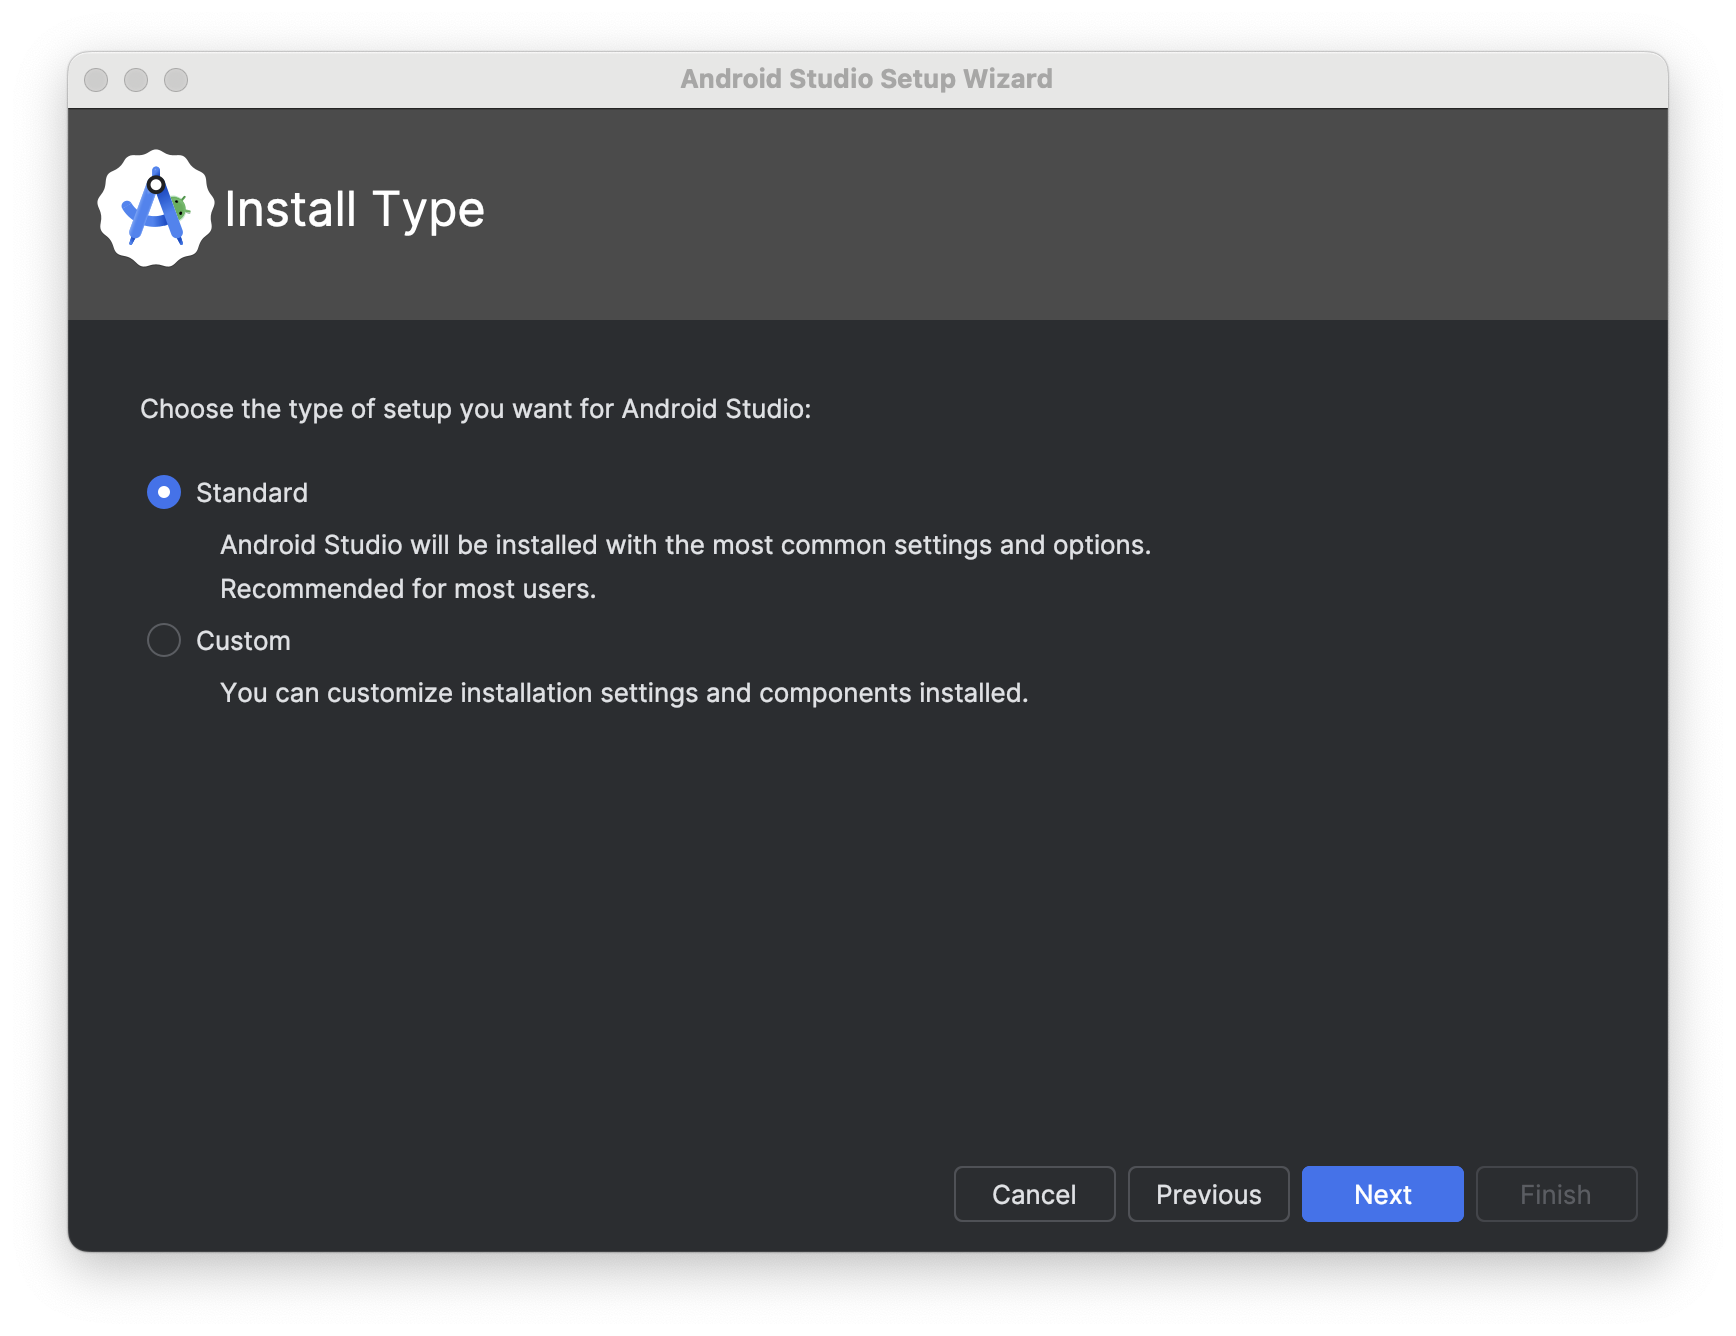 Android Studio Setup Wizard
Install Type
Choose the type of setup you want for Android Studio:
Standard
Android Studio will be installed with the most common settings and options.
Recommended for most users.
Custom
You can customize installation settings and components installed.
Cancel
Previous
Next
Finish